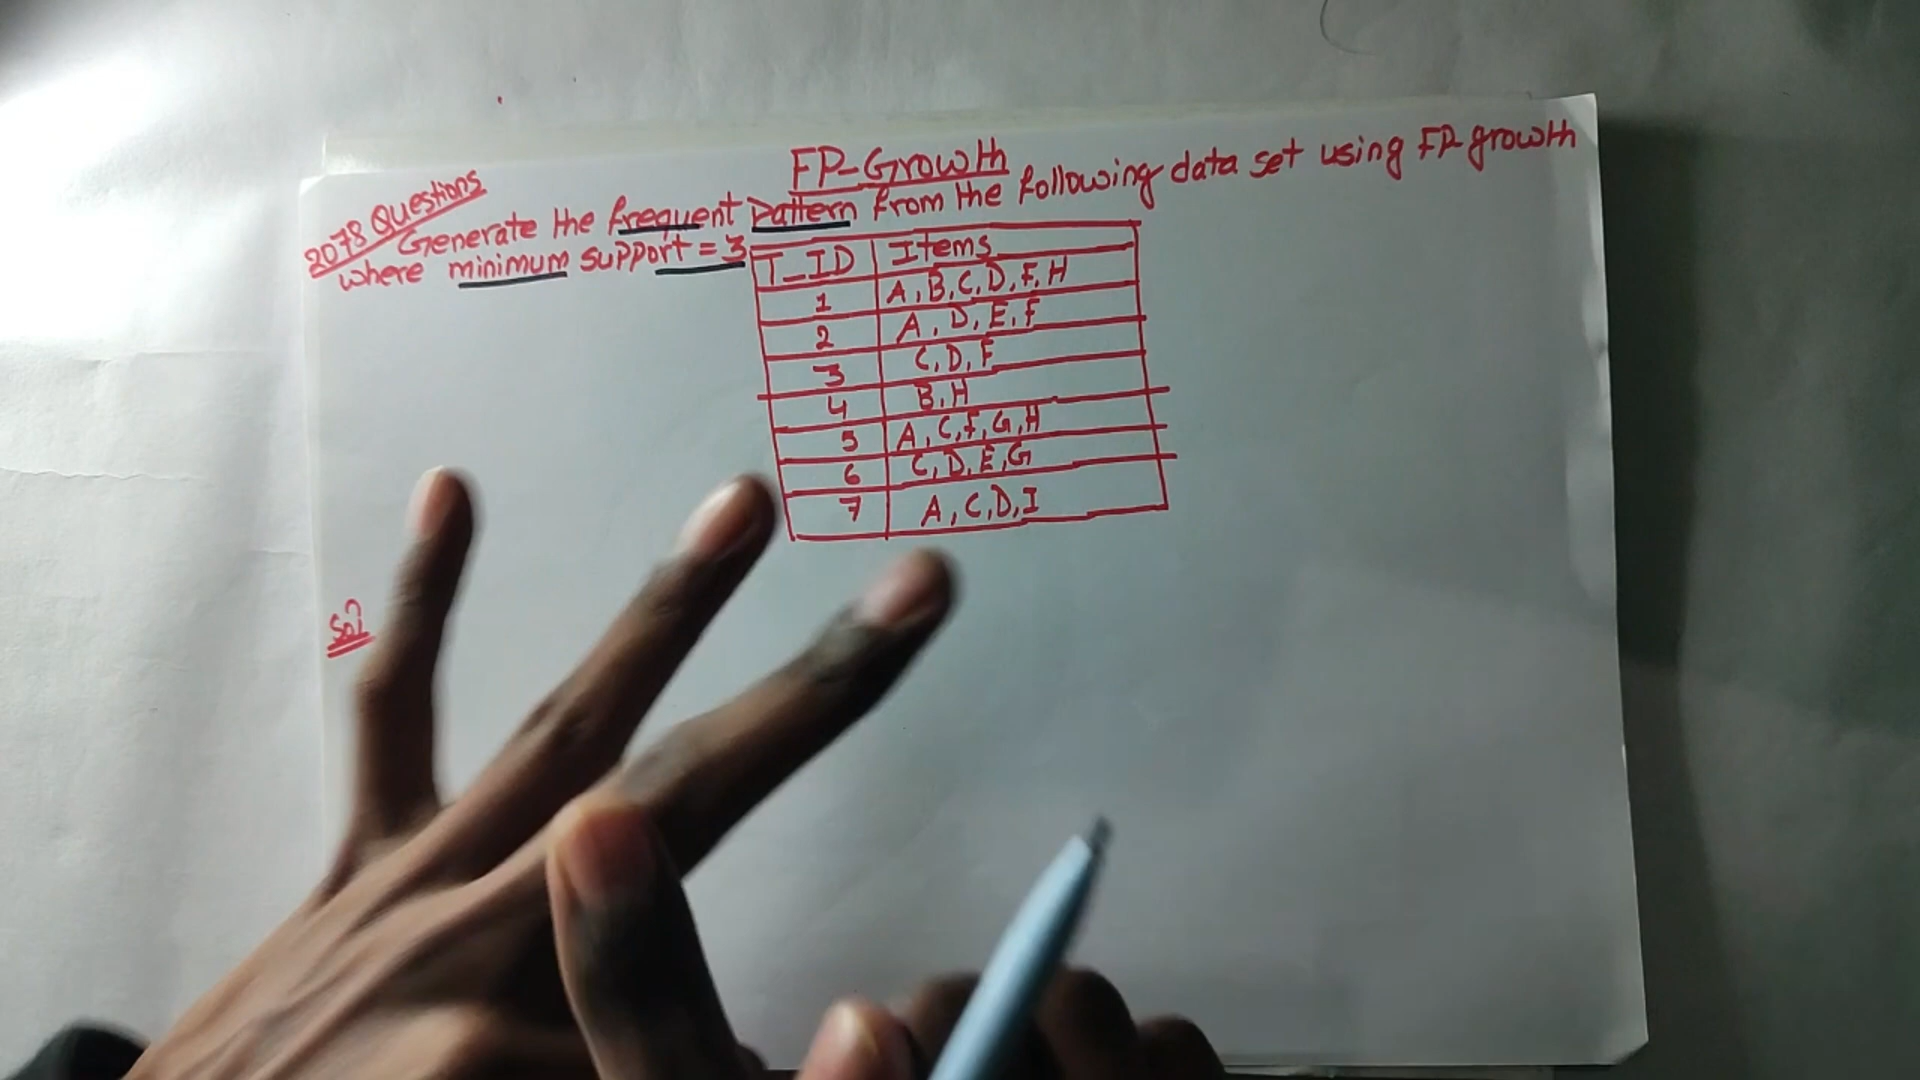 FP-Growth
2078 Questions
Generate the frequent pattern from the following data set using FP-growth
where minimum support = 3
T_ID Items
1 A, B, C, D, F, H
2 A, D, E, F
3 C, D, F
4 B, H
5 A, C, F, G, H
6 C, D, E, G
7 A, C, D, I
Sol